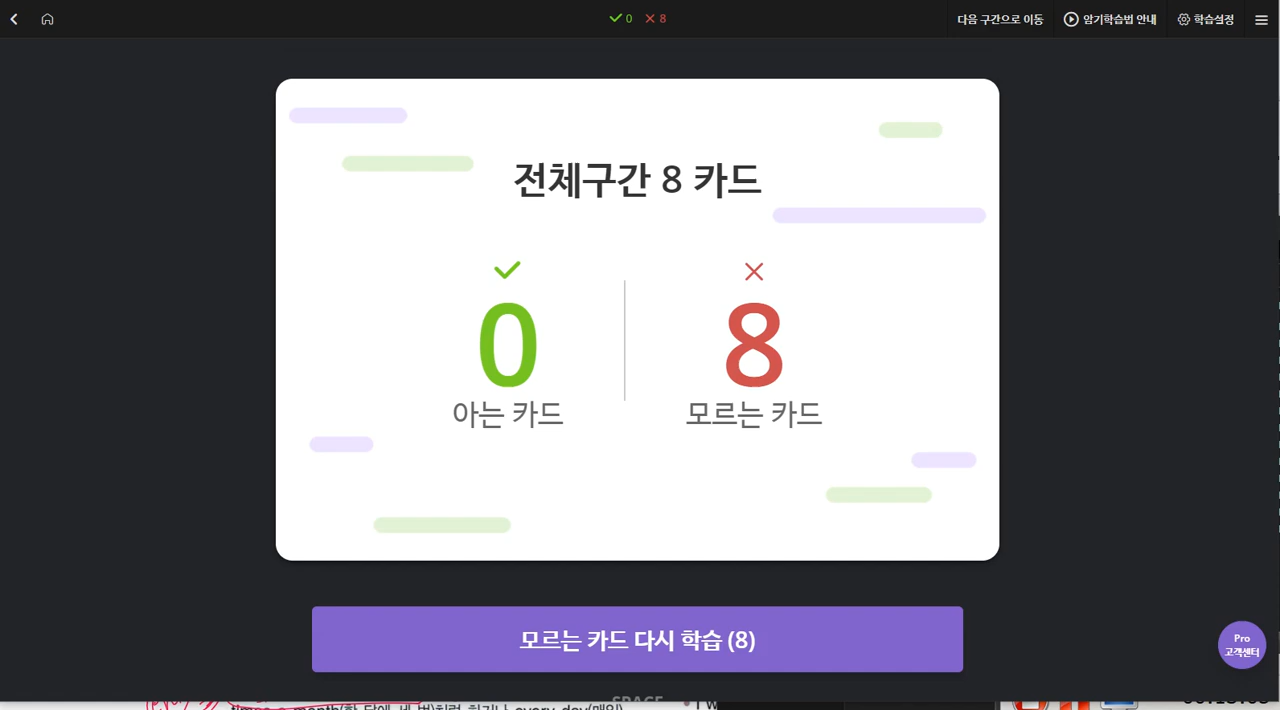 0 8
다음 구간으로 이동 암기학습법 안내 학습설정
전체구간 8 카드
0 8
아는 카드 모르는 카드
모르는 카드 다시 학습 (8)
Pro
고객센터
SPACE